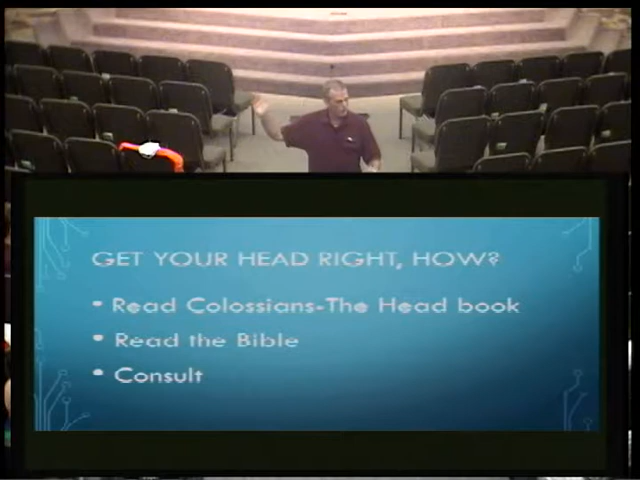 GET YOUR HEAD RIGHT, HOW?
• Read Colossians-The Head book
• Read the Bible
• Consult